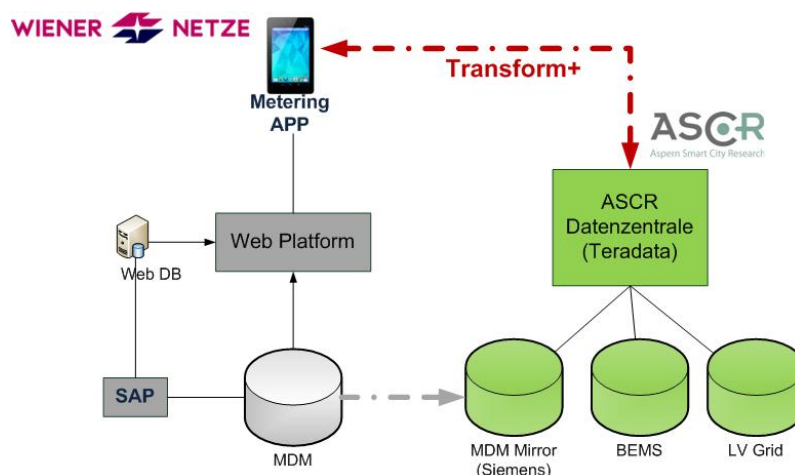 WIENER NETZE
Transform+
Metering
APP
ASCR
Aspern Smart City Research
ASCR
Datenzentrale
(Teradata)
Web Platform
Web DB
SAP
MDM
MDM Mirror
(Siemens)
BEMS
LV Grid